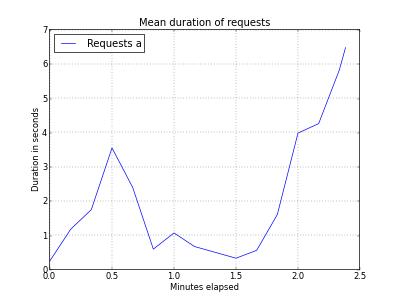 Mean duration of requests
7
Requests a
6
5
4
3
2
1
0
Duration in seconds
0.0 0.5 1.0 1.5 2.0 2.5
Minutes elapsed